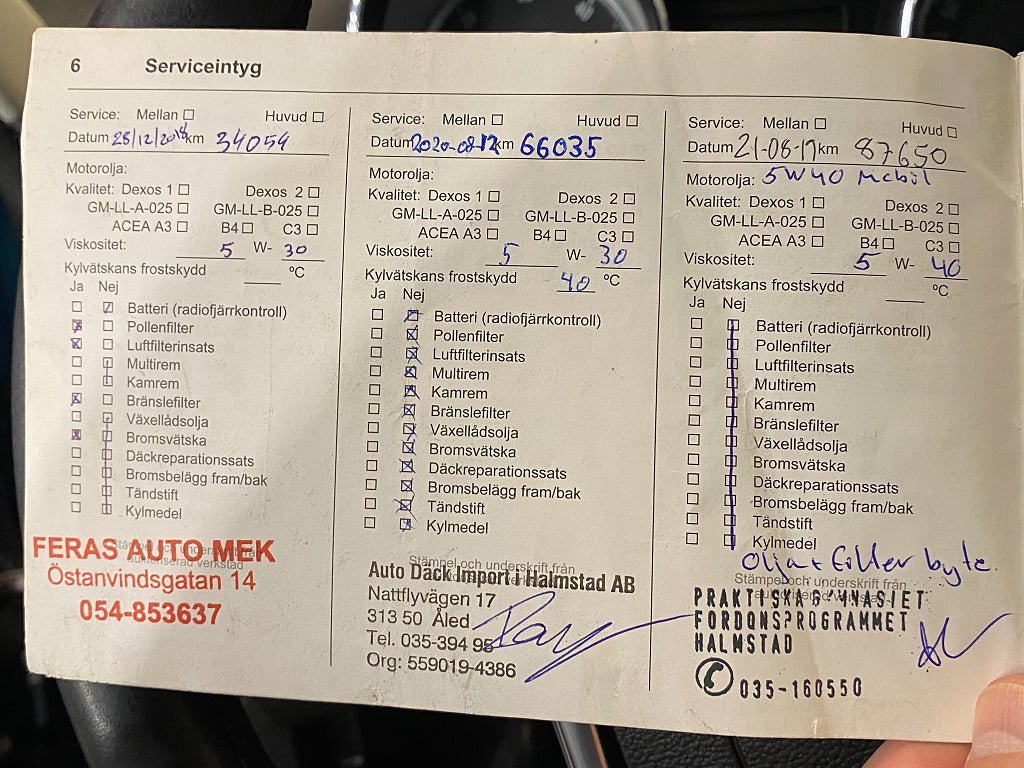 6 Serviceintyg
Service: Mellan Huvud
Datum 28/12/2018 km 34054
Motorolja:
Kvalitet: Dexos 1 Dexos 2
GM-LL-A-025 GM-LL-B-025
ACEA A3 B4 C3
Viskositet: 5 W- 30
Kylvätskans frostskydd °C
Ja Nej
Batteri (radiofjärrkontroll)
Pollenfilter
Luftfilterinsats
Multirem
Kamrem
Bränslefilter
Växellådsolja
Bromsvätska
Däckreparationssats
Bromsbelägg fram/bak
Tändstift
Kylmedel
Stämpel och underskrift från
auktoriserad verkstad
FERAS AUTO MEK
Östanvindsgatan 14
054-853637
Service: Mellan Huvud
Datum 2020-08-12 km 66035
Motorolja:
Kvalitet: Dexos 1 Dexos 2
GM-LL-A-025 GM-LL-B-025
ACEA A3 B4 C3
Viskositet: 5 W- 30
Kylvätskans frostskydd 40 °C
Ja Nej
Batteri (radiofjärrkontroll)
Pollenfilter
Luftfilterinsats
Multirem
Kamrem
Bränslefilter
Växellådsolja
Bromsvätska
Däckreparationssats
Bromsbelägg fram/bak
Tändstift
Kylmedel
Stämpel och underskrift från
Auto Däck Import i Halmstad AB
Nattflyvägen 17
313 50 Åled
Tel. 035-394 95
Org: 559019-4386
Service: Mellan Huvud
Datum 21-08-17 km 87650
Motorolja: 5W40 Mobil
Kvalitet: Dexos 1 Dexos 2
GM-LL-A-025 GM-LL-B-025
ACEA A3 B4 C3
Viskositet: 5 W- 40
Kylvätskans frostskydd °C
Ja Nej
Batteri (radiofjärrkontroll)
Pollenfilter
Luftfilterinsats
Multirem
Kamrem
Bränslefilter
Växellådsolja
Bromsvätska
Däckreparationssats
Bromsbelägg fram/bak
Tändstift
Kylmedel
Olja + Filter byte.
Stämpel och underskrift från
PRAKTISKA GYMNASIET
FORDONSPROGRAMMET
HALMSTAD
035-160550